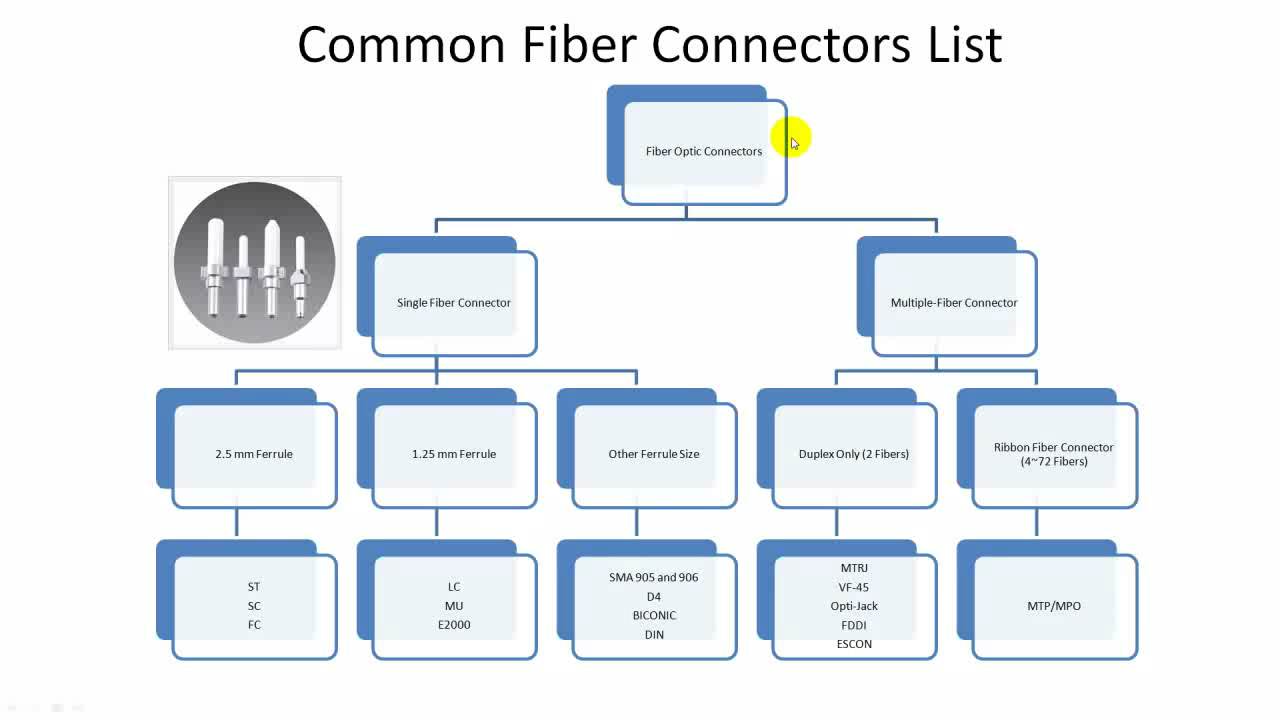 Common Fiber Connectors List
Fiber Optic Connectors
Single Fiber Connector
Multiple-Fiber Connector
2.5 mm Ferrule
1.25 mm Ferrule
Other Ferrule Size
Duplex Only (2 Fibers)
Ribbon Fiber Connector
(4~72 Fibers)
ST
SC
FC
LC
MU
E2000
SMA 905 and 906
D4
BICONIC
DIN
MTRJ
VF-45
Opti-Jack
FDDI
ESCON
MTP/MPO